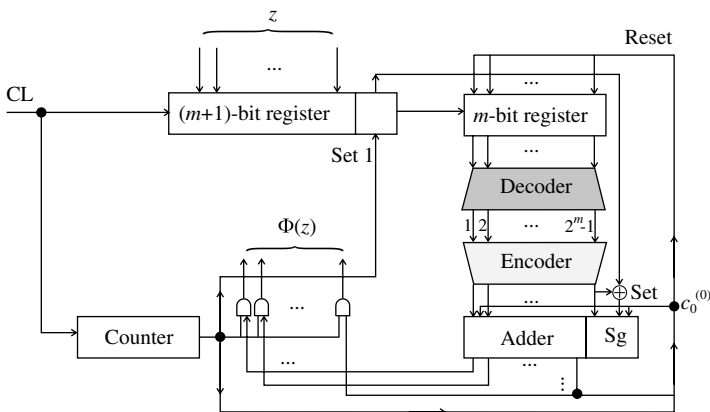 z
Reset
CL
...
...
(m+1)-bit register
m-bit register
Set 1
...
Decoder
Φ(z)
1 2 ... 2^m-1
Encoder
...
Set
...
c_0^(0)
Counter
Adder
Sg
...
...
...